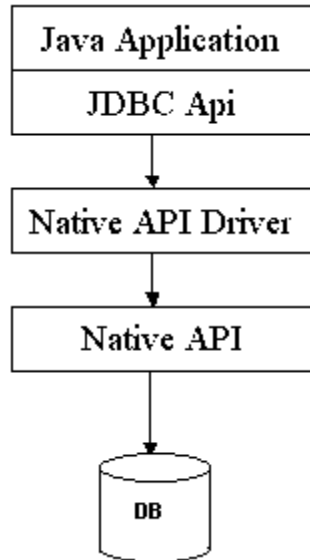 Java Application
JDBC Api
Native API Driver
Native API
DB